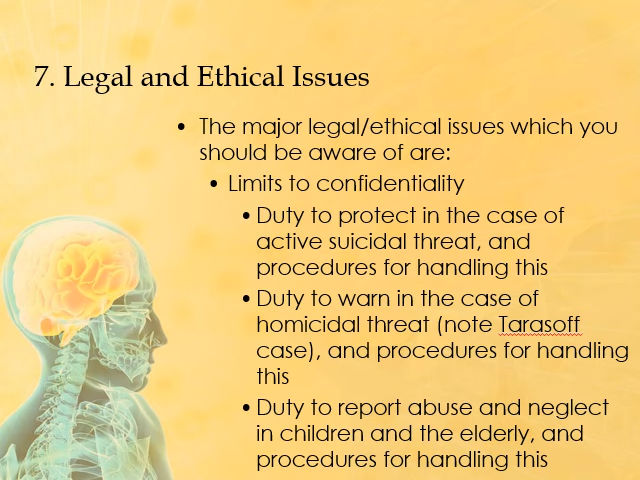 7. Legal and Ethical Issues
• The major legal/ethical issues which you
should be aware of are:
• Limits to confidentiality
• Duty to protect in the case of
active suicidal threat, and
procedures for handling this
• Duty to warn in the case of
homicidal threat (note Tarasoff
case), and procedures for handling
this
• Duty to report abuse and neglect
in children and the elderly, and
procedures for handling this